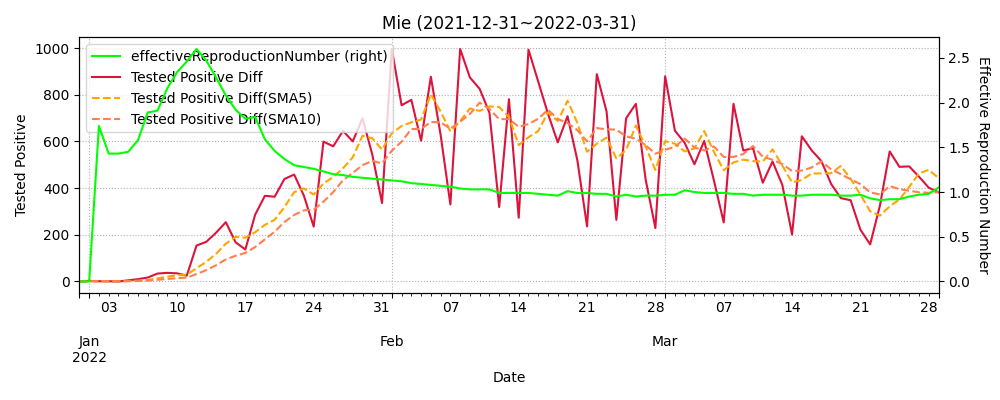 Mie (2021-12-31~2022-03-31)
effectiveReproductionNumber (right)
Tested Positive Diff
Tested Positive Diff(SMA5)
Tested Positive Diff(SMA10)
Tested Positive
1000
800
600
400
200
0
Effective Reproduction Number
2.5
2.0
1.5
1.0
0.5
0.0
03 10 17 24 31 07 14 21 28 07 14 21 28
Jan Feb Mar
2022
Date